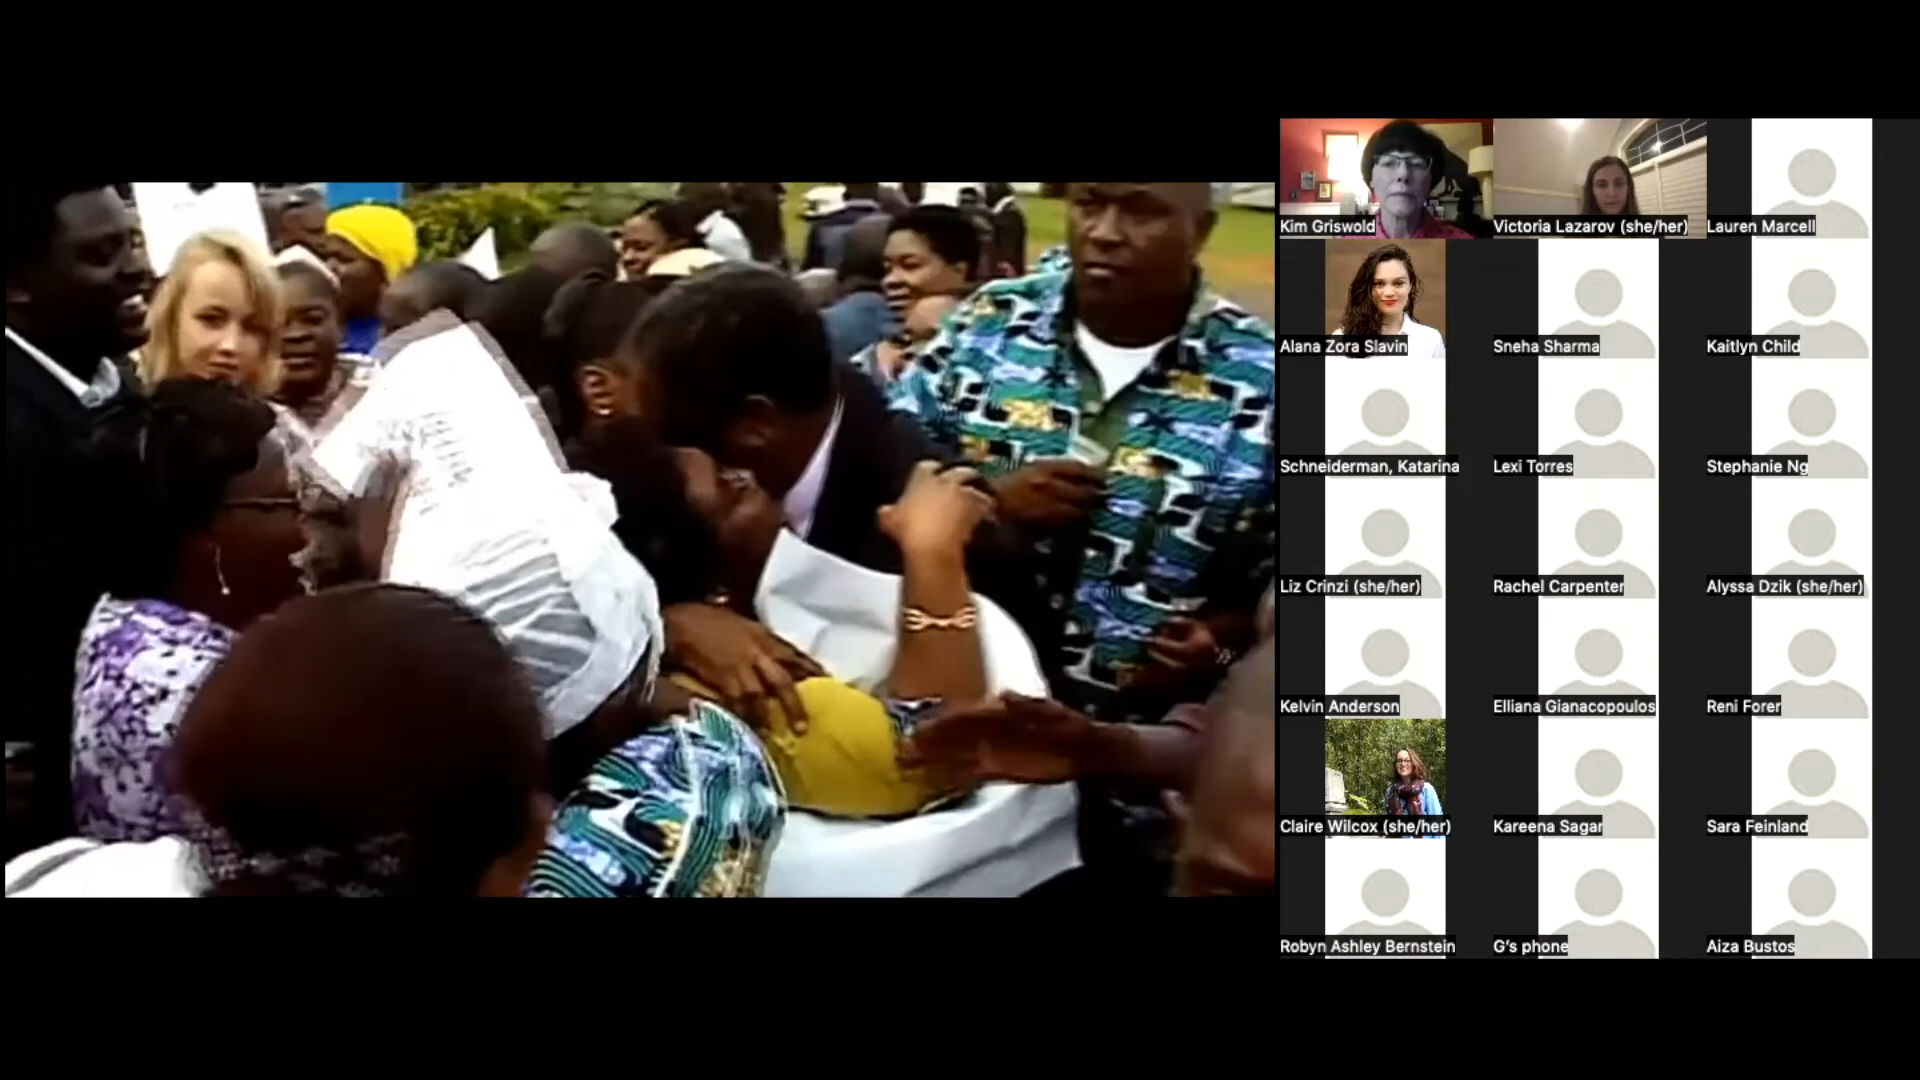 Kim Griswold
Victoria Lazarov (she/her)
Lauren Marcell
Alana Zora Slavin
Sneha Sharma
Kaitlyn Child
Schneiderman, Katarina
Lexi Torres
Stephanie Ng
Liz Crinzi (she/her)
Rachel Carpenter
Alyssa Dzik (she/her)
Kelvin Anderson
Elliana Gianacopoulos
Reni Forer
Claire Wilcox (she/her)
Kareena Sagar
Sara Feinland
Robyn Ashley Bernstein
G's phone
Aiza Bustos